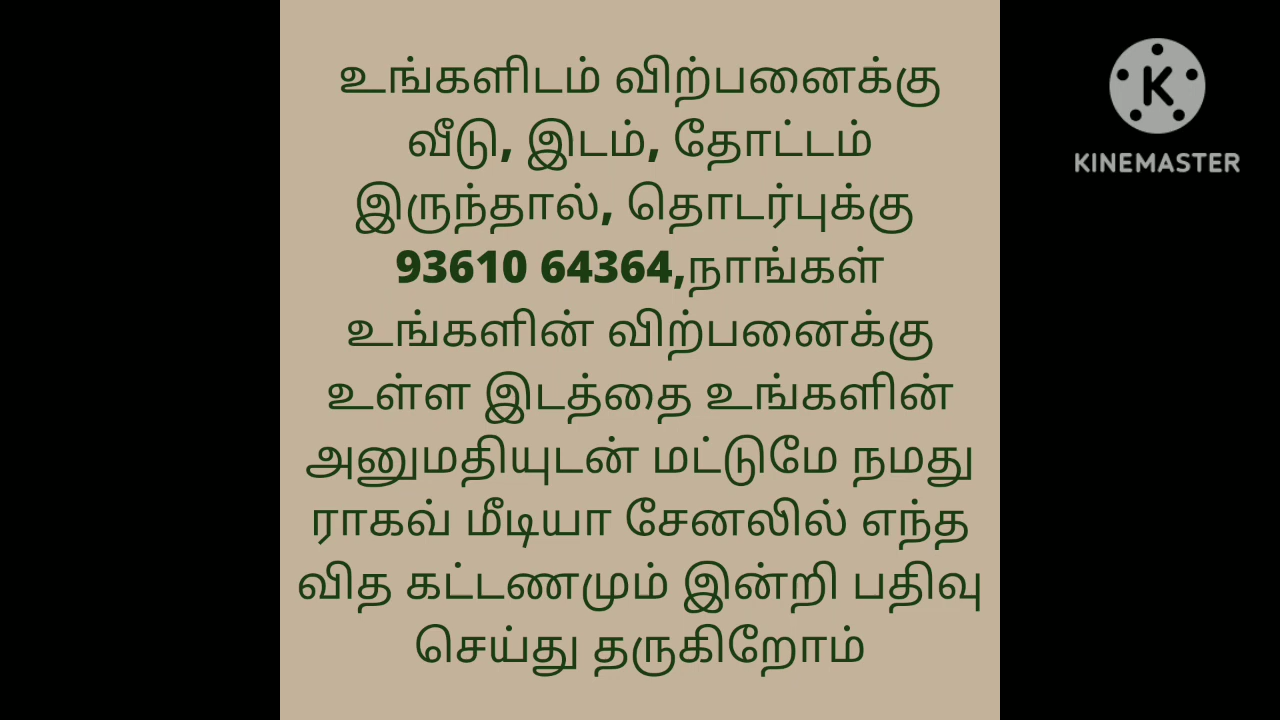 உங்களிடம் விற்பனைக்கு
வீடு, இடம், தோட்டம்
இருந்தால், தொடர்புக்கு
93610 64364,நாங்கள்
உங்களின் விற்பனைக்கு
உள்ள இடத்தை உங்களின்
அனுமதியுடன் மட்டுமே நமது
ராகவ் மீடியா சேனலில் எந்த
வித கட்டணமும் இன்றி பதிவு
செய்து தருகிறோம்
K
KINEMASTER